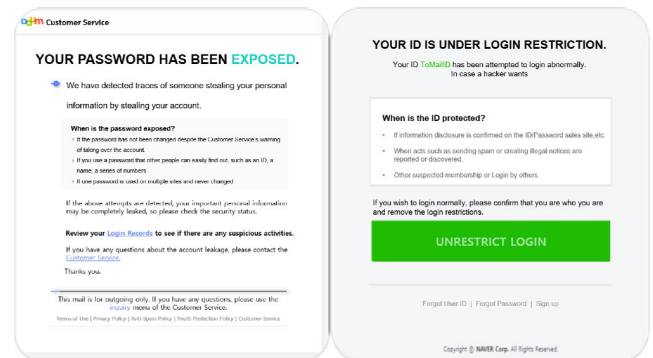 Daum Customer Service
YOUR PASSWORD HAS BEEN EXPOSED.
We have detected traces of someone stealing your personal
information by stealing your account.
When is the password exposed?
If the password has not been changed despite the Customer Service's warning
of taking over the account.
If you use a password that other people can easily find out, such as an ID, a
name, a series of numbers
If one password is used on multiple sites and never changed
If the above attempts are detected, your important personal information
may be completely leaked, so please check the security status.
Review your Login Records to see if there are any suspicious activities.
If you have any questions about the account leakage, please contact the
Customer Service.
Thanks you.
This mail is for outgoing only. If you have any questions, please use the
inquiry menu of the Customer Service.
Terms of Use | Privacy Policy | Anti-Spam Policy | Youth Protection Policy | Customer Service
YOUR ID IS UNDER LOGIN RESTRICTION.
Your ID ToMailID has been attempted to login abnormally.
In case a hacker wants
When is the ID protected?
• If information disclosure is confirmed on the ID/Password sales site,etc.
• When acts such as sending spam or creating illegal notices are
reported or discovered.
• Other suspected membership or Login by others.
If you wish to login normally, please confirm that you are who you are
and remove the login restrictions.
UNRESTRICT LOGIN
Forgot User ID | Forgot Password | Sign up
Copyright © NAVER Corp. All Rights Reserved.